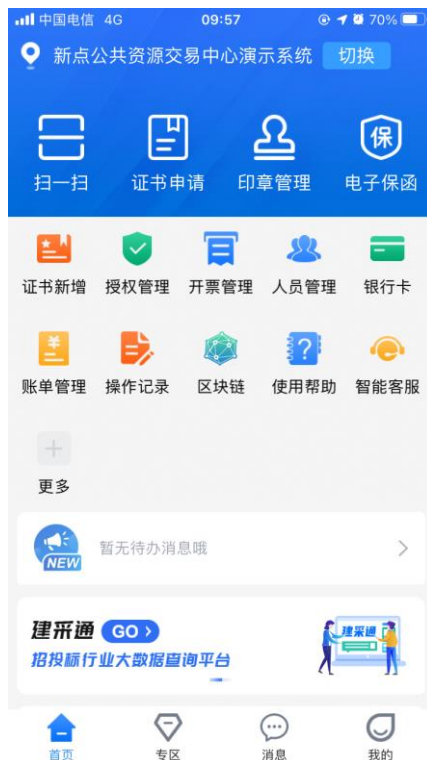 中国电信 4G 09:57 70%
新点公共资源交易中心演示系统 切换
保
扫一扫 证书申请 印章管理 电子保函
证书新增 授权管理 开票管理 人员管理 银行卡
账单管理 操作记录 区块链 使用帮助 智能客服
更多
NEW 暂无待办消息哦
建采通 GO 建采通
招投标行业大数据查询平台
首页 专区 消息 我的